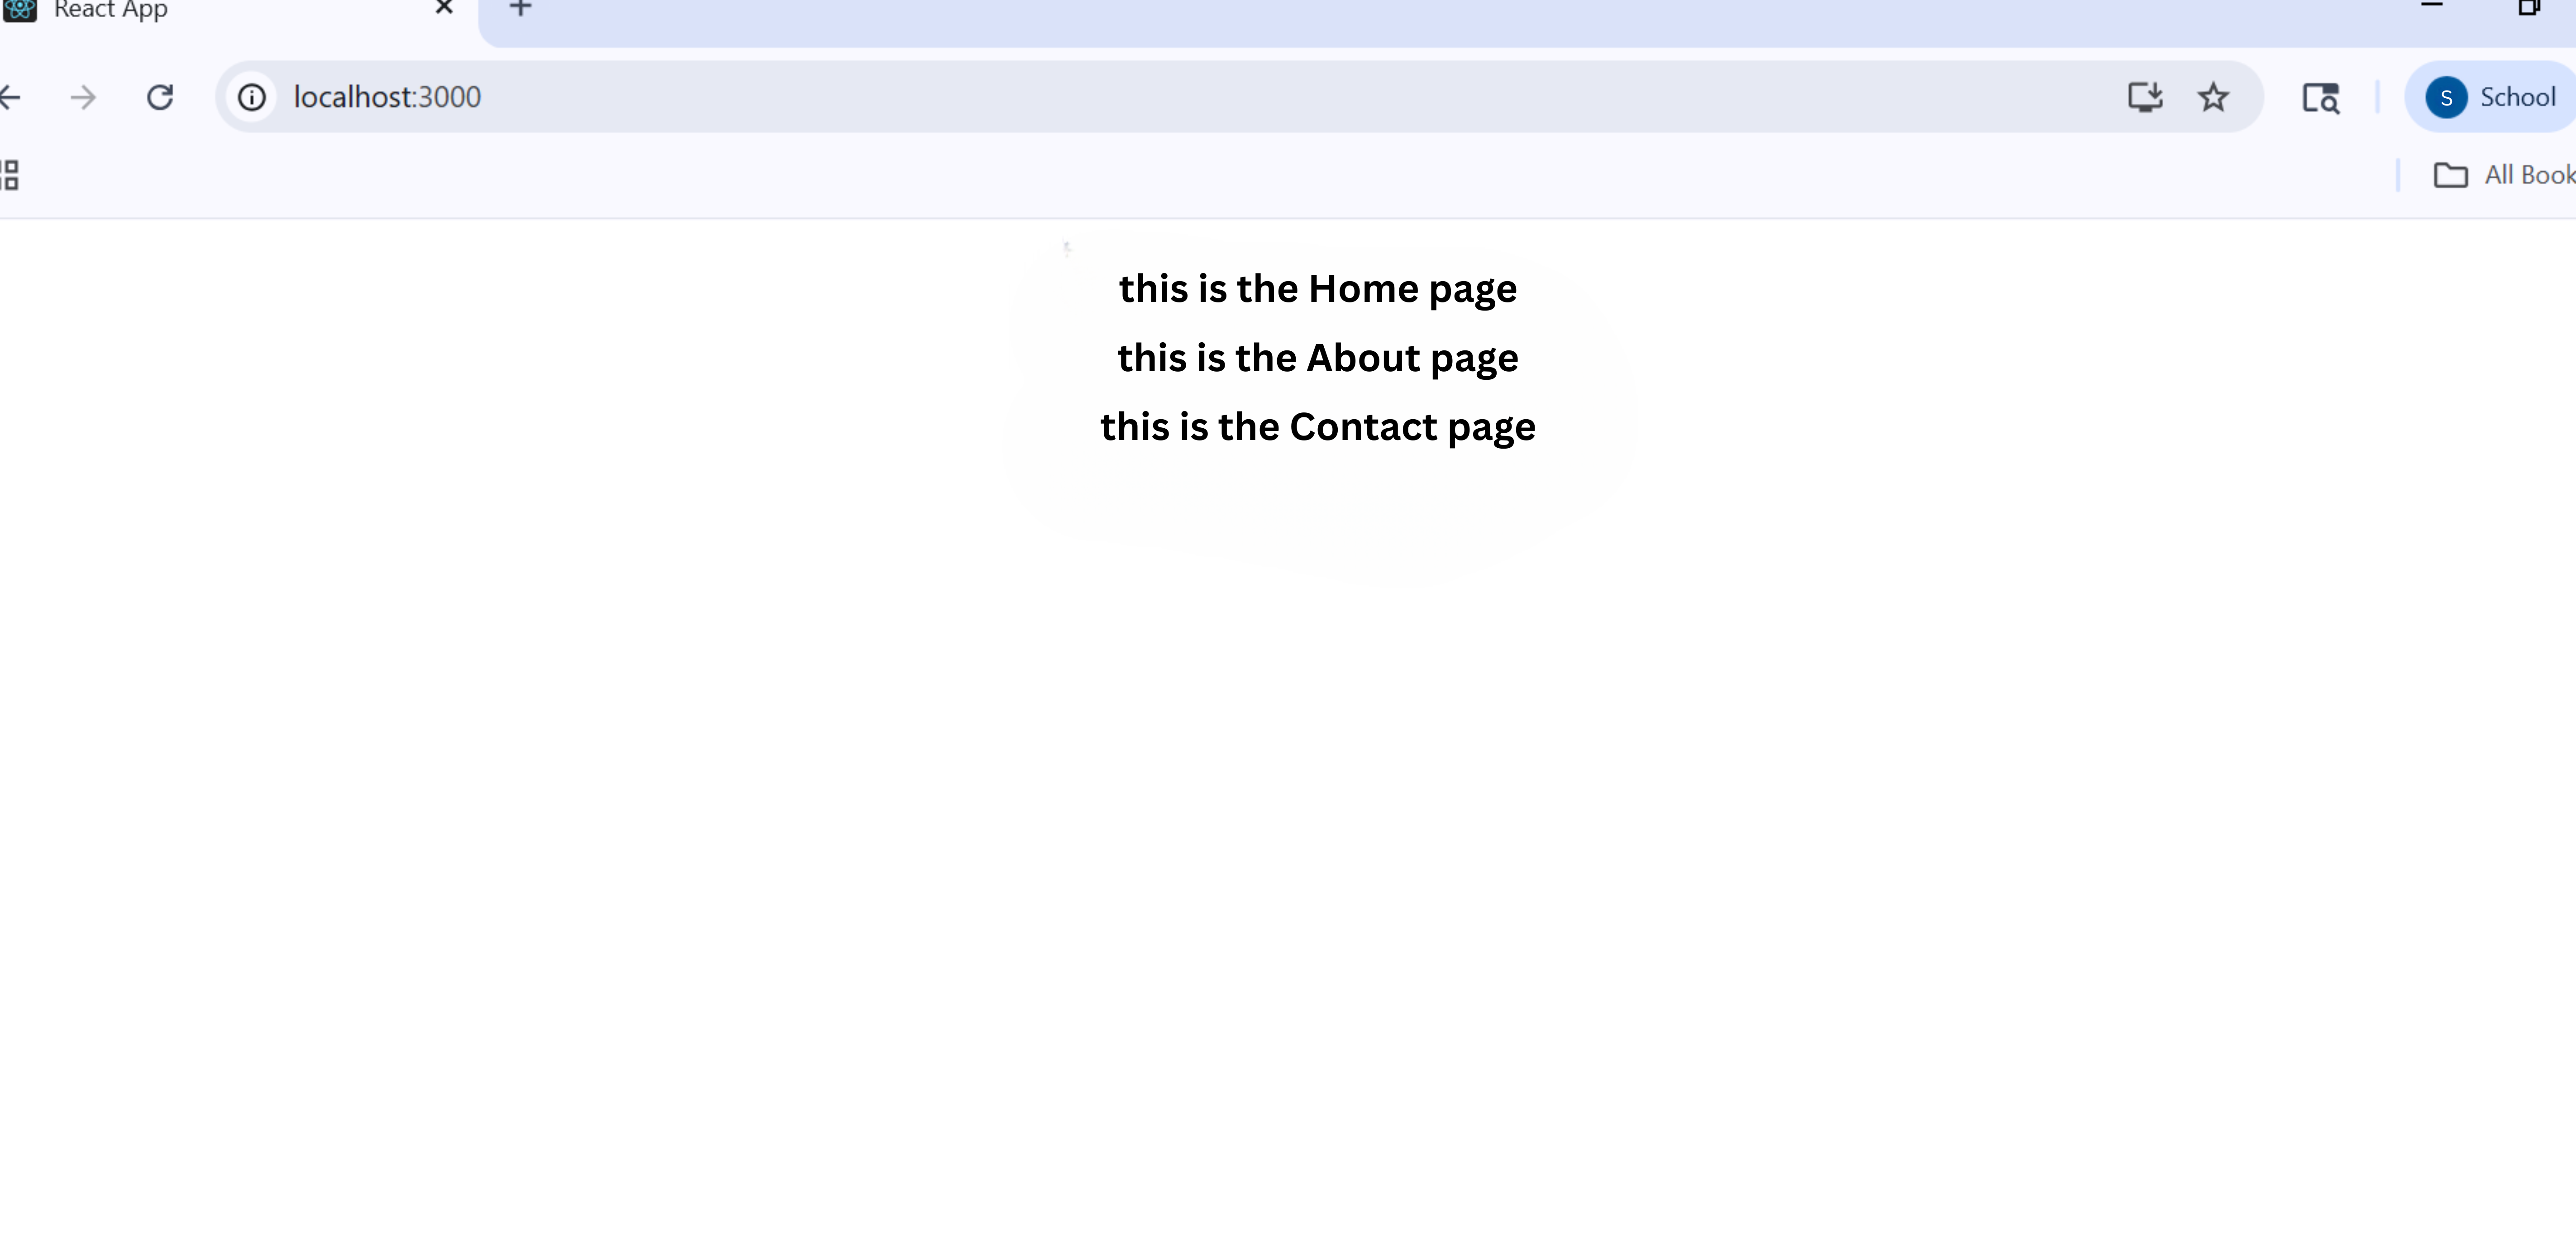 React App
localhost:3000
S School
All Book
this is the Home page
this is the About page
this is the Contact page